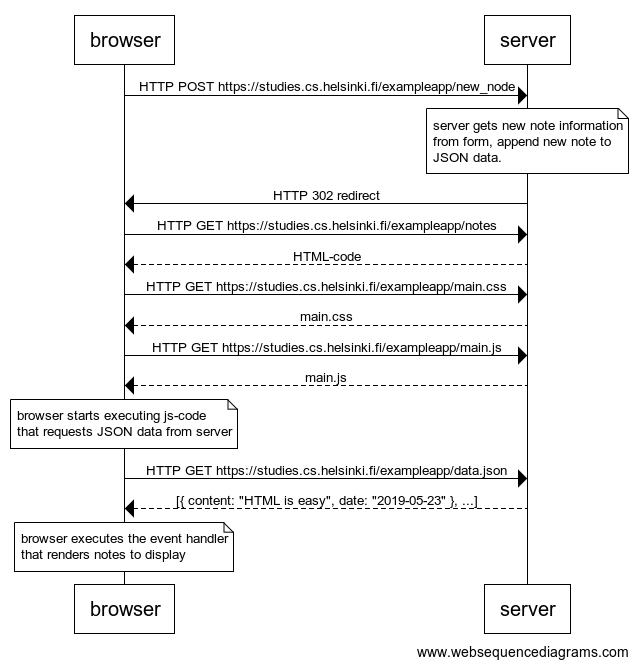 browser
server
HTTP POST https://studies.cs.helsinki.fi/exampleapp/new_node
server gets new note information
from form, append new note to
JSON data.
HTTP 302 redirect
HTTP GET https://studies.cs.helsinki.fi/exampleapp/notes
HTML-code
HTTP GET https://studies.cs.helsinki.fi/exampleapp/main.css
main.css
HTTP GET https://studies.cs.helsinki.fi/exampleapp/main.js
main.js
browser starts executing js-code
that requests JSON data from server
HTTP GET https://studies.cs.helsinki.fi/exampleapp/data.json
[{ content: "HTML is easy", date: "2019-05-23" }, ...]
browser executes the event handler
that renders notes to display
browser
server
www.websequencediagrams.com